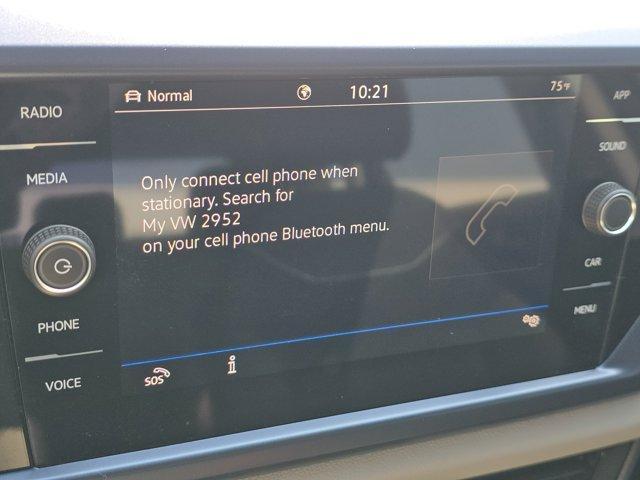 RADIO
MEDIA
PHONE
VOICE
Normal
10:21
75°F
Only connect cell phone when
stationary. Search for
My VW 2952
on your cell phone Bluetooth menu.
SOS
i
APP
SOUND
CAR
MENU